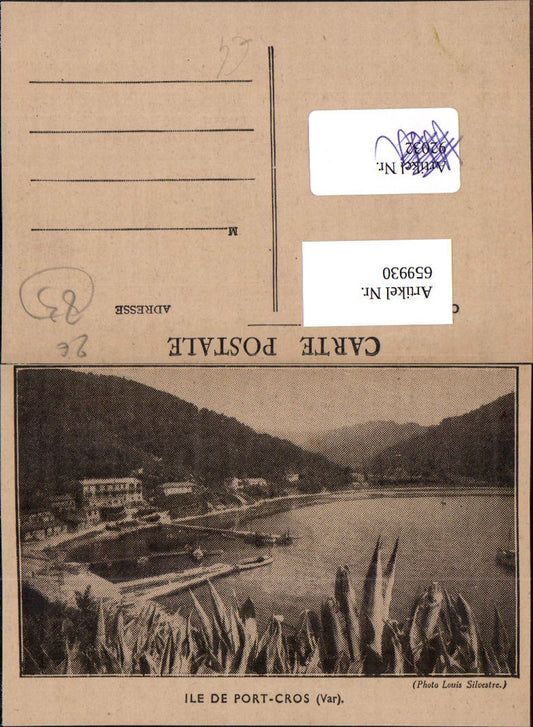 CARTE POSTALE
ADRESSE
M
Artikel Nr.
659930
Artikel Nr.
92032
83
(Photo Louis Silvestre.)
ILE DE PORT-CROS (Var).